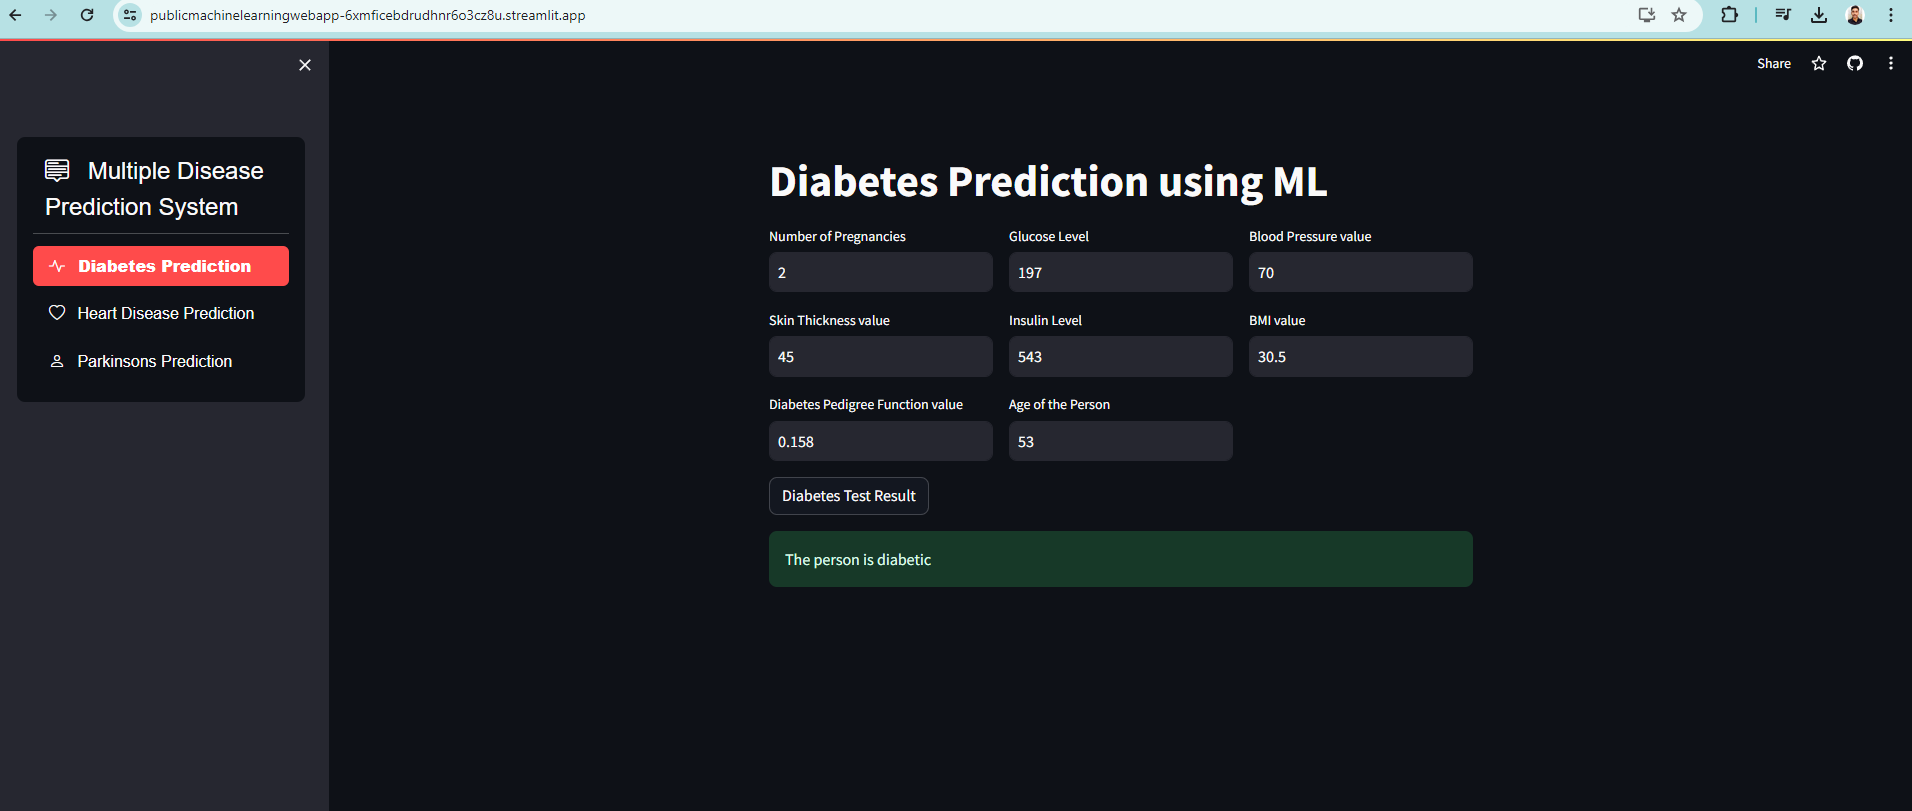 publicmachinelearningwebapp-6xmficebdrudhnr6o3cz8u.streamlit.app
Share
Multiple Disease
Prediction System
Diabetes Prediction
Heart Disease Prediction
Parkinsons Prediction
Diabetes Prediction using ML
Number of Pregnancies Glucose Level Blood Pressure value
2 197 70
Skin Thickness value Insulin Level BMI value
45 543 30.5
Diabetes Pedigree Function value Age of the Person
0.158 53
Diabetes Test Result
The person is diabetic